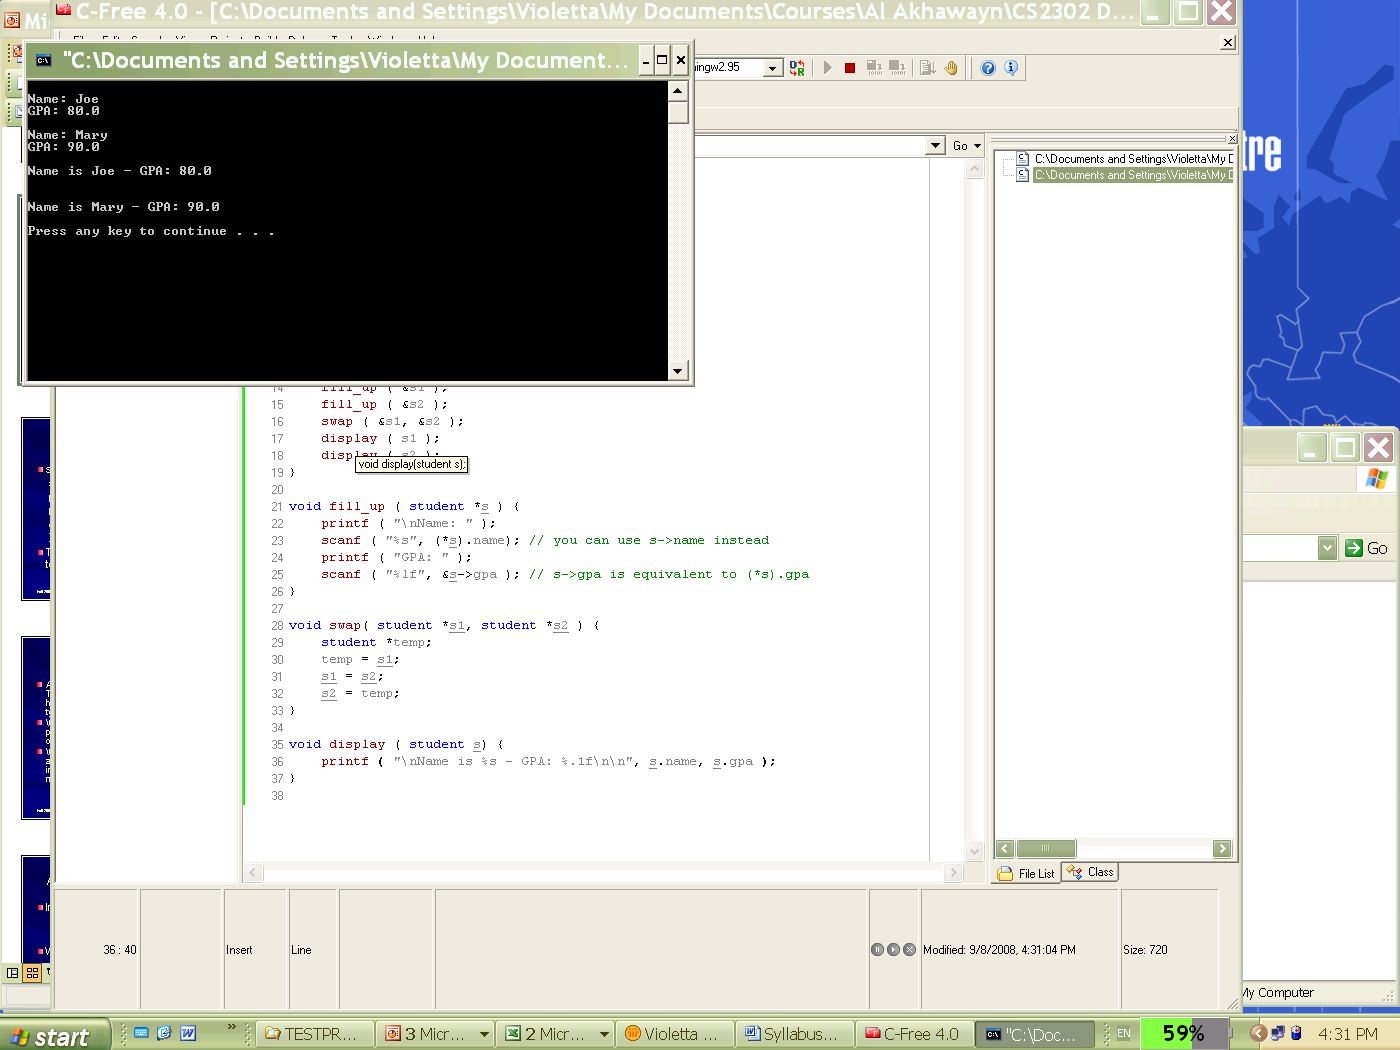 C-Free 4.0 - [C:\Documents and Settings\Violetta\My Documents\Courses\Al Akhawayn\CS2302 D...
"C:\Documents and Settings\Violetta\My Document...
Name: Joe
GPA: 80.0
Name: Mary
GPA: 90.0
Name is Joe - GPA: 80.0
Name is Mary - GPA: 90.0
Press any key to continue . . .
ingw2.95
Go
C:\Documents and Settings\Violetta\My D
C:\Documents and Settings\Violetta\My D
tre
14 fill_up ( &s1 );
15 fill_up ( &s2 );
16 swap ( &s1, &s2 );
17 display ( s1 );
18 display ( s2 );
void display(student s);
19 }
20
21 void fill_up ( student *s ) {
22 printf ( "\nName: " );
23 scanf ( "%s", (*s).name); // you can use s->name instead
24 printf ( "GPA: " );
25 scanf ( "%lf", &s->gpa ); // s->gpa is equivalent to (*s).gpa
26 }
27
28 void swap( student *s1, student *s2 ) {
29 student *temp;
30 temp = s1;
31 s1 = s2;
32 s2 = temp;
33 }
34
35 void display ( student s) {
36 printf ( "\nName is %s - GPA: %.1f\n\n", s.name, s.gpa );
37 }
38
File List Class
Go
36 : 40 Insert Line Modified: 9/8/2008, 4:31:04 PM Size: 720
My Computer
start TESTPR... 3 Micr... 2 Micr... Violetta ... Syllabus... C-Free 4.0 "C:\Doc... EN 59% 4:31 PM